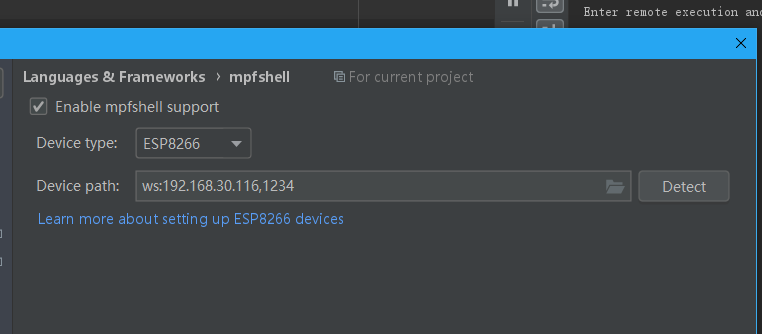 Enter remote execution and
Languages & Frameworks › mpfshell
For current project
Enable mpfshell support
Device type: ESP8266
Device path: ws:192.168.30.116,1234 Detect
Learn more about setting up ESP8266 devices